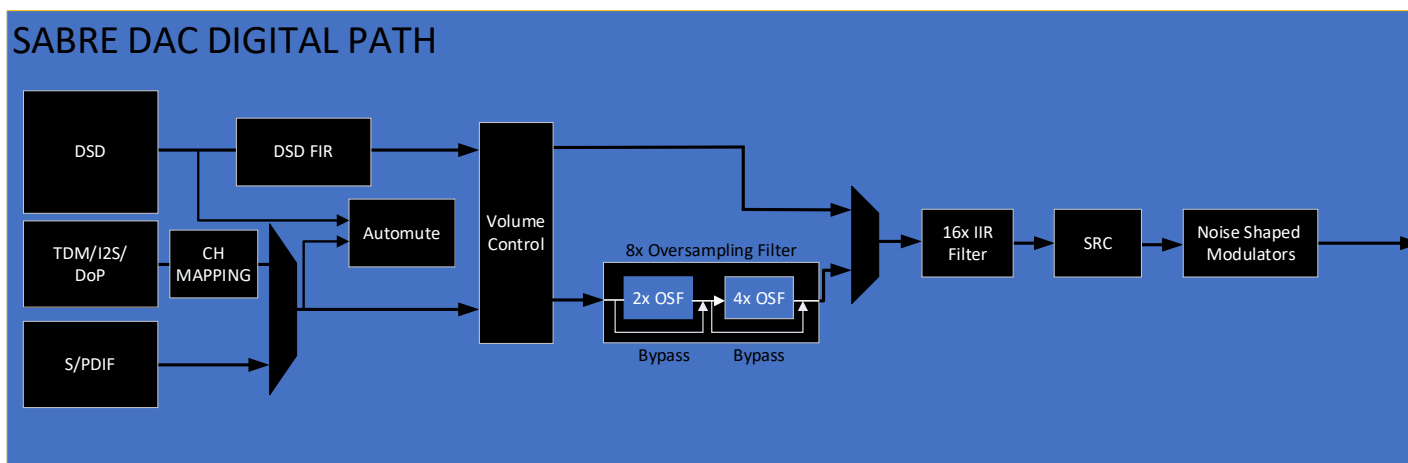 SABRE DAC DIGITAL PATH
DSD
DSD FIR
Automute
TDM/I2S/
DoP
CH
MAPPING
S/PDIF
Volume
Control
8x Oversampling Filter
2x OSF
4x OSF
Bypass
Bypass
16x IIR
Filter
SRC
Noise Shaped
Modulators